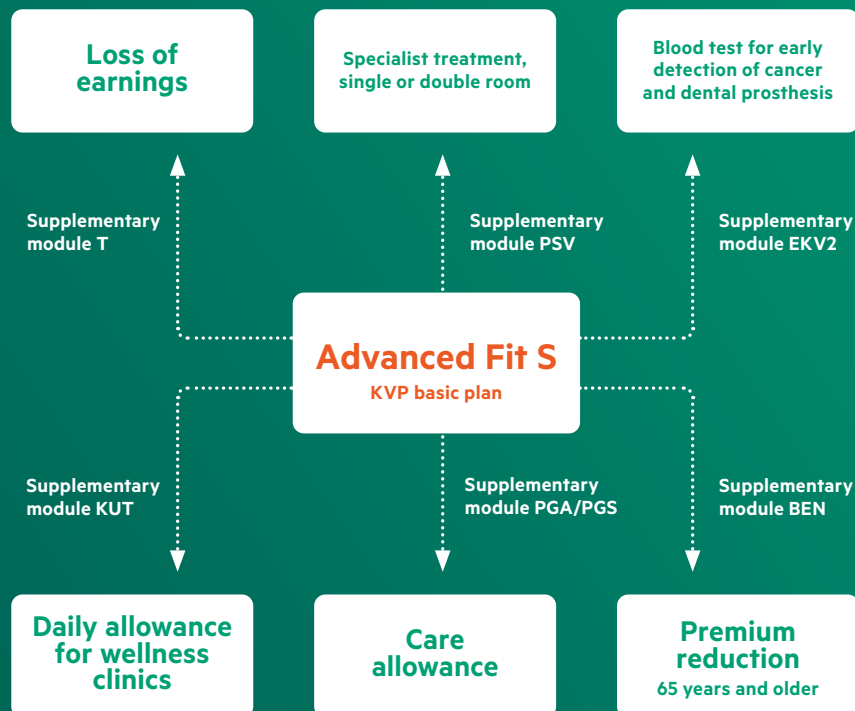 Loss of
earnings
Specialist treatment,
single or double room
Blood test for early
detection of cancer
and dental prosthesis
Supplementary
module T
Supplementary
module PSV
Supplementary
module EKV2
Advanced Fit S
KVP basic plan
Supplementary
module KUT
Supplementary
module PGA/PGS
Supplementary
module BEN
Daily allowance
for wellness
clinics
Care
allowance
Premium
reduction
65 years and older